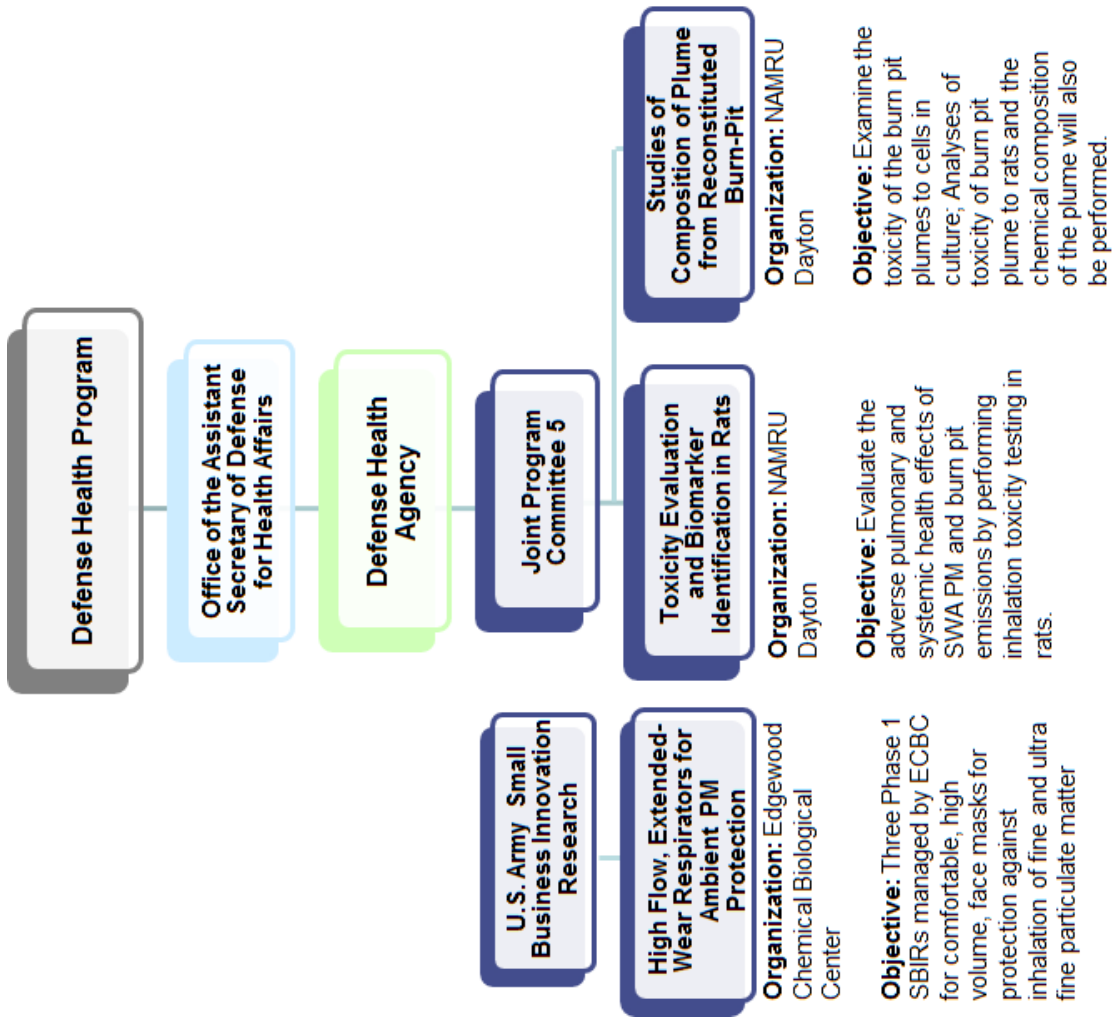 Defense Health Program
Office of the Assistant
Secretary of Defense
for Health Affairs
Defense Health
Agency
Joint Program
Committee 5
U.S. Army Small
Business Innovation
Research
High Flow, Extended-
Wear Respirators for
Ambient PM
Protection
Organization: Edgewood
Chemical Biological
Center
Objective: Three Phase 1
SBIRs managed by ECBC
for comfortable, high
volume, face masks for
protection against
inhalation of fine and ultra
fine particulate matter
Toxicity Evaluation
and Biomarker
Identification in Rats
Organization: NAMRU
Dayton
Objective: Evaluate the
adverse pulmonary and
systemic health effects of
SWA PM and burn pit
emissions by performing
inhalation toxicity testing in
rats.
Studies of
Composition of Plume
from Reconstituted
Burn-Pit
Organization: NAMRU
Dayton
Objective: Examine the
toxicity of the burn pit
plumes to cells in
culture; Analyses of
toxicity of burn pit
plume to rats and the
chemical composition
of the plume will also
be performed.